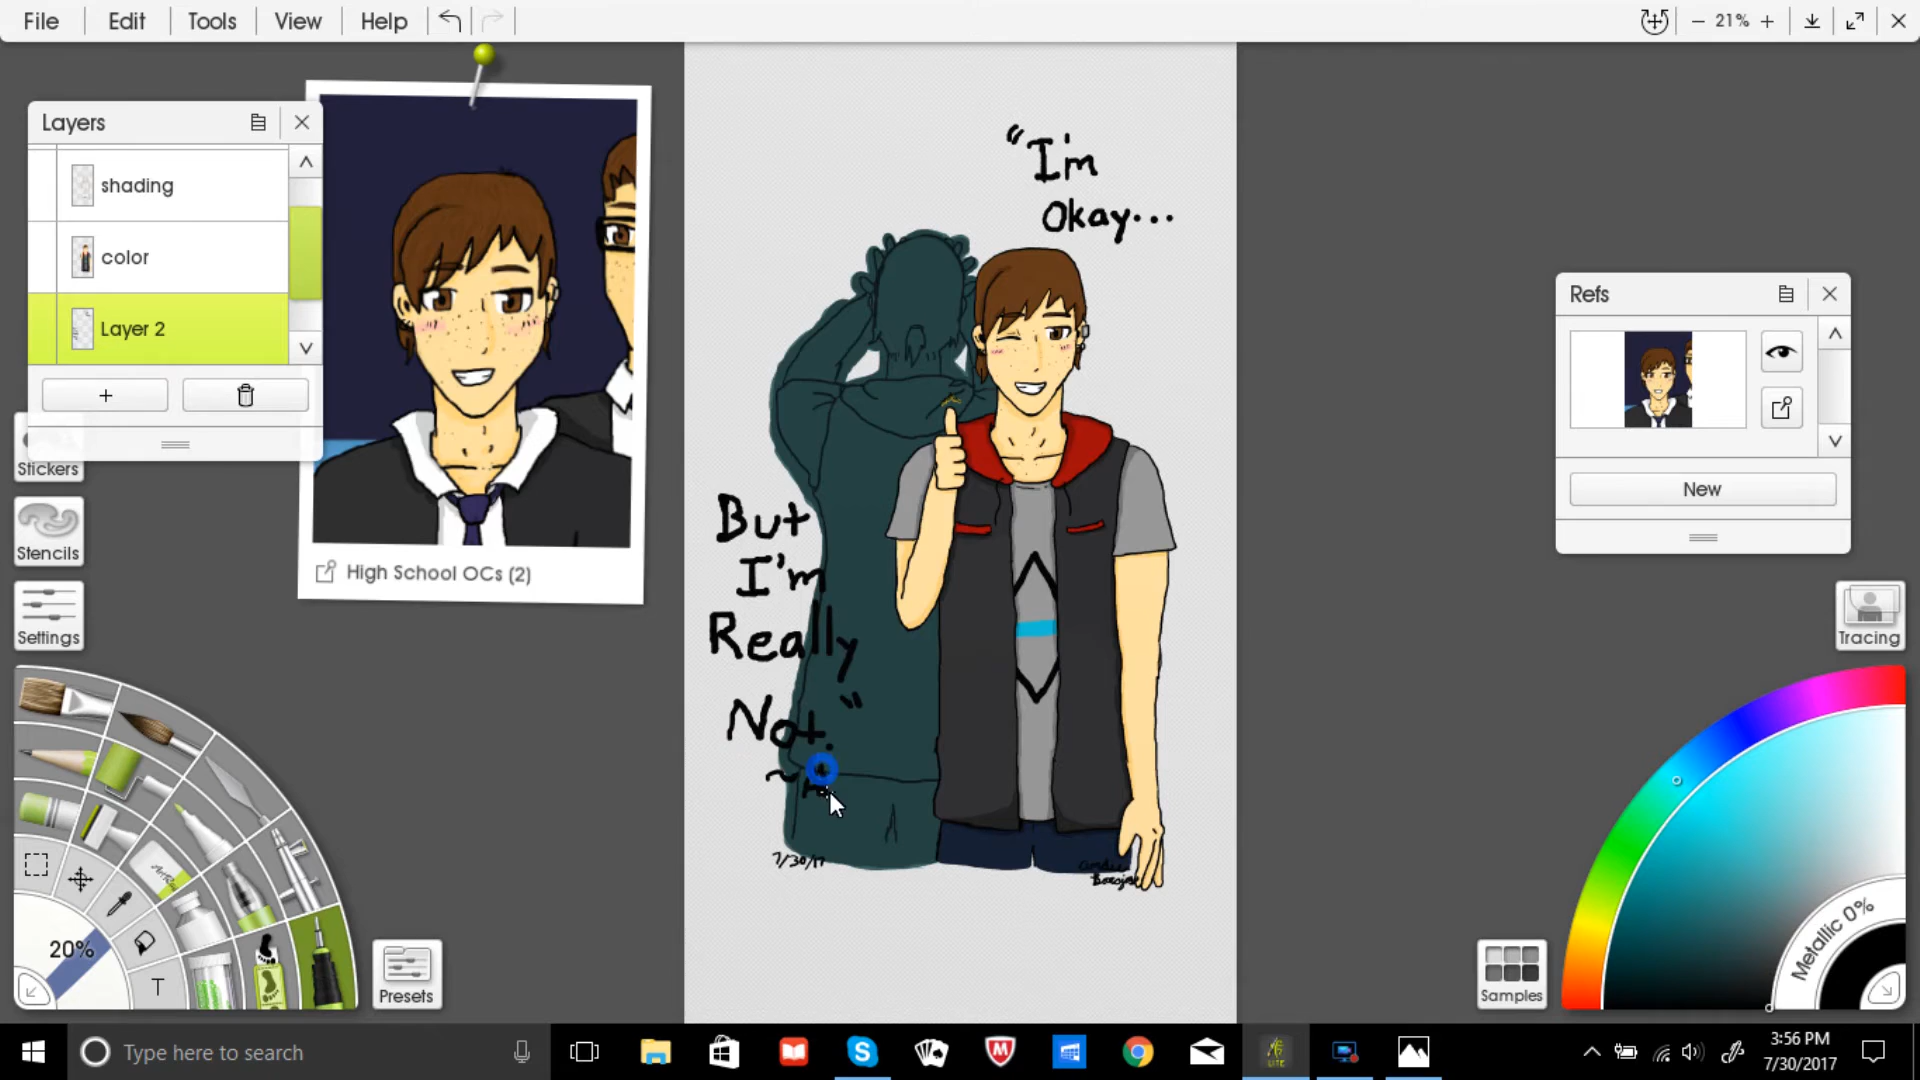 File Edit Tools View Help 21%
Layers
shading
color
Layer 2
+
Stickers
Stencils
Settings
High School OCs (2)
20%
T
Presets
"I'm
Okay...
But
I'm
Really
Not."
~
7/30/17
Refs
New
Tracing
Metallic 0%
Samples
Type here to search
LITE
3:56 PM
7/30/2017